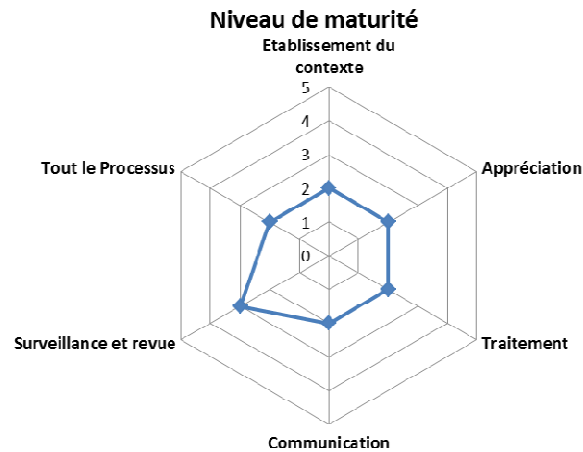 Niveau de maturité
Etablissement du
contexte
5
4
3
2
1
0
Tout le Processus
Appréciation
Surveillance et revue
Traitement
Communication